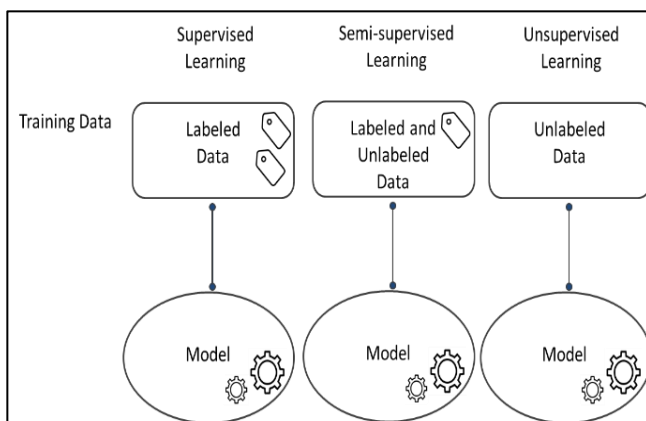 Supervised
Learning
Semi-supervised
Learning
Unsupervised
Learning
Training Data
Labeled
Data
Labeled and
Unlabeled
Data
Unlabeled
Data
Model
Model
Model